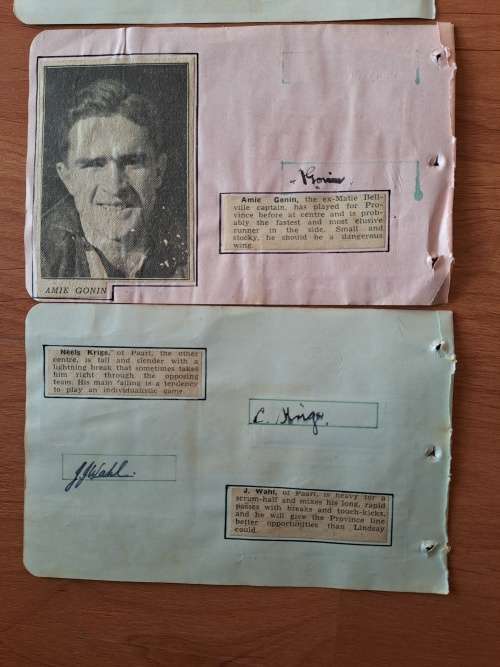 AMIE GONIN
Gonin
Amie Gonin, the ex-Matie Bell-
ville captain, has played for Pro-
vince before at centre and is prob-
ably the fastest and most elusive
runner in the side. Small and
stocky, he should be a dangerous
wing.
Neels Krige, of Paarl, the other
centre, is tall and slender with a
lightning break that sometimes takes
him right through the opposing
team. His main failing is a tendency
to play an individualistic game.
C. Krige.
JJWahl.
J. Wahl, of Paarl, is heavy for a
scrum-half and mixes his long, rapid
passes with breaks and touch-kicks,
and he will give the Province line
better opportunities than Lindsay
could.